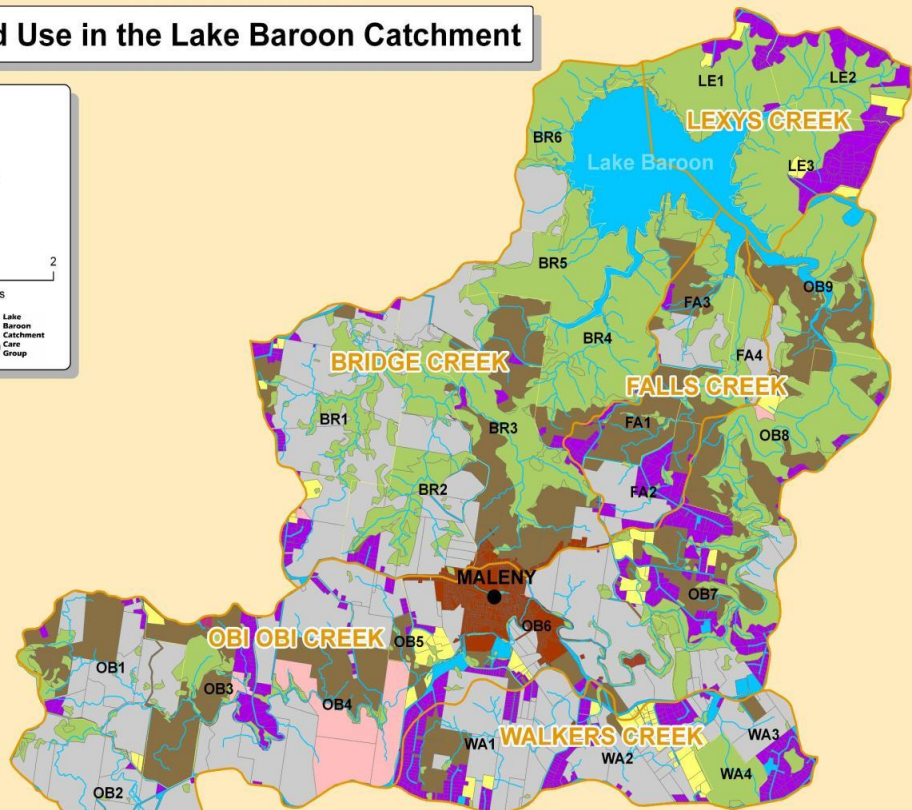 d Use in the Lake Baroon Catchment
2
s
Lake
Baroon
Catchment
Care
Group
LE1
LE2
LEXYS CREEK
BR6
Lake Baroon
LE3
BR5
OB9
FA3
BR4
FA4
BRIDGE CREEK
FALLS CREEK
BR1
BR3
FA1
OB8
BR2
FA2
MALENY
OB7
OB6
OBI OBI CREEK
OB5
OB1
OB3
OB4
WA1
WALKERS CREEK
WA3
WA2
WA4
OB2